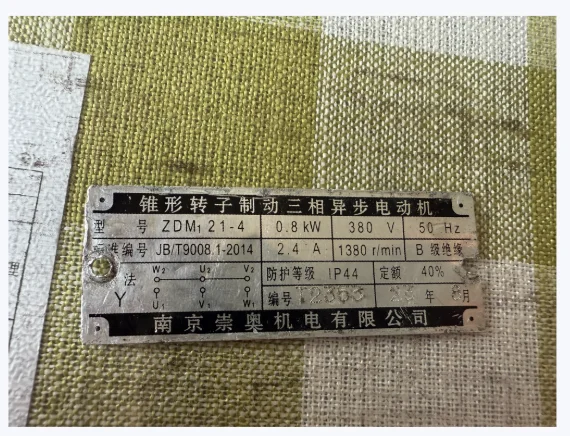 锥形转子制动三相异步电动机
型 号 ZDM₁ 21-4 0.8 kW 380 V 50 Hz
准编号 JB/T9008.1-2014 2.4 A 1380 r/min B 级绝缘
法 W₂ U₂ V₂ 防护等级 IP44 定额 40%
Y U₁ V₁ W₁ 编号 年 月
南京崇奥机电有限公司
理